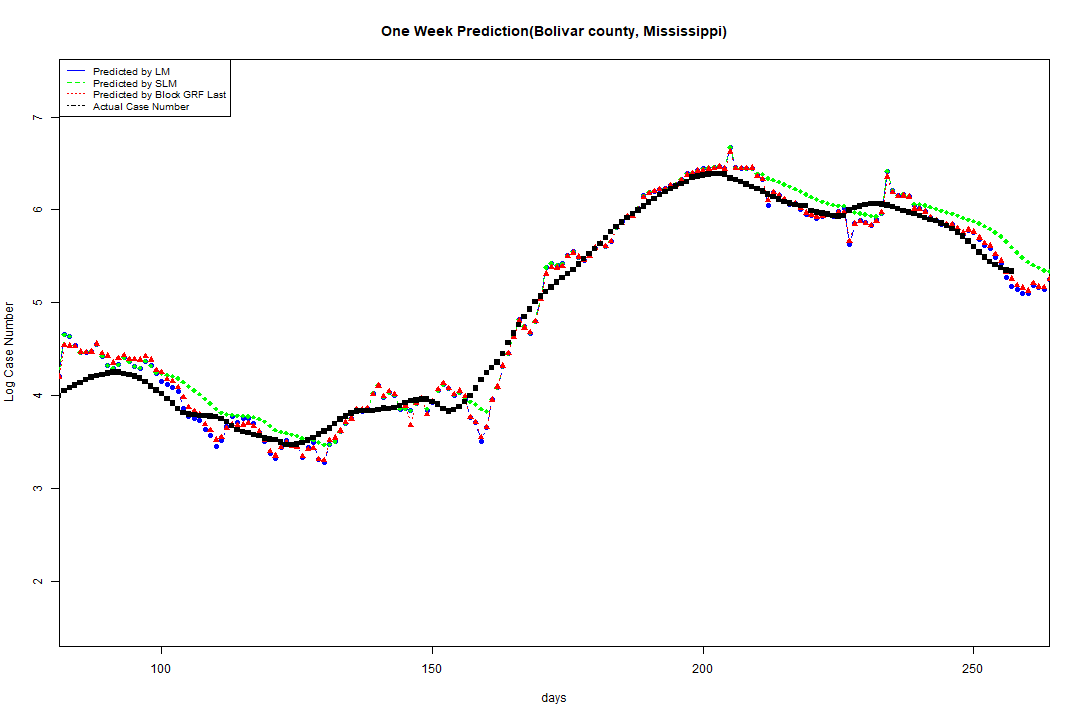 One Week Prediction(Bolivar county, Mississippi)
Predicted by LM
Predicted by SLM
Predicted by Block GRF Last
Actual Case Number
7
6
5
4
3
2
Log Case Number
100 150 200 250
days